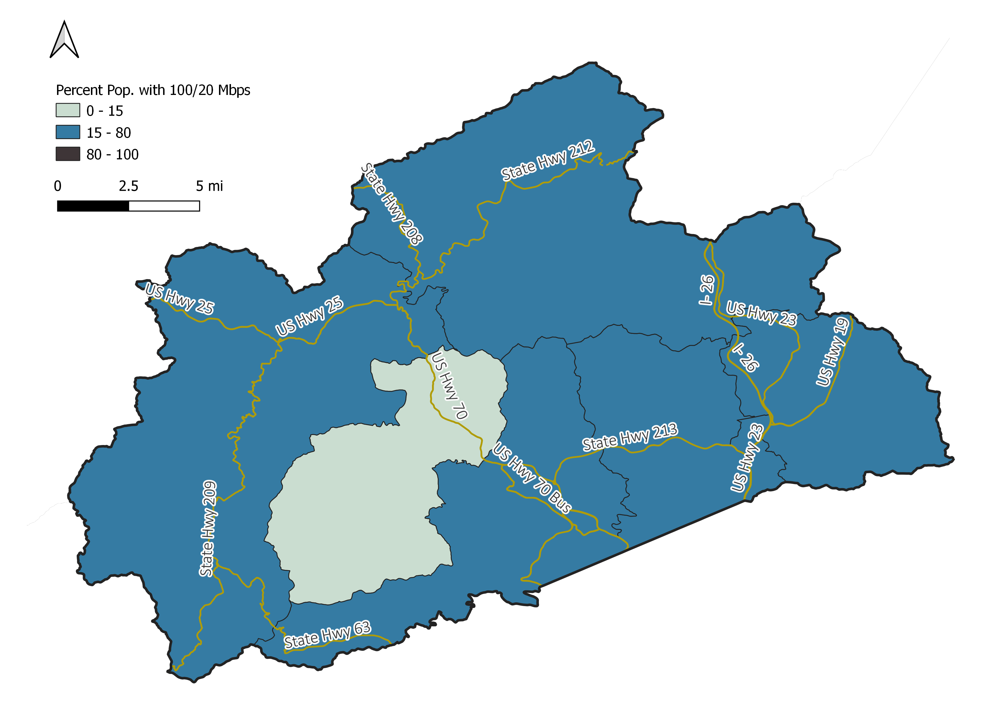 Percent Pop. with 100/20 Mbps
0 - 15
15 - 80
80 - 100
0 2.5 5 mi
State Hwy 212
State Hwy 208
US Hwy 25
US Hwy 25
I- 26
US Hwy 23
US Hwy 19
I- 26
US Hwy 70
State Hwy 213
US Hwy 23
US Hwy 70 Bus
State Hwy 209
State Hwy 63